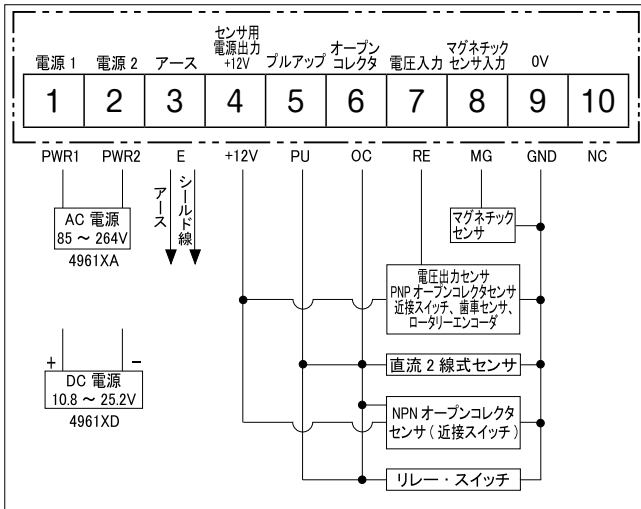 センサ用
電源出力
+12V
オープン
コレクタ
マグネチック
センサ入力
電源 1
電源 2
アース
プルアップ
電圧入力
0V
1 2 3 4 5 6 7 8 9 10
PWR1 PWR2 E +12V PU OC RE MG GND NC
アース
シールド線
AC 電源
85 ~ 264V
4961XA
マグネチック
センサ
電圧出力センサ
PNP オープンコレクタセンサ
近接スイッチ、歯車センサ、
ロータリーエンコーダ
+ −
DC 電源
10.8 ~ 25.2V
4961XD
直流 2 線式センサ
NPN オープンコレクタ
センサ ( 近接スイッチ )
リレー・スイッチ